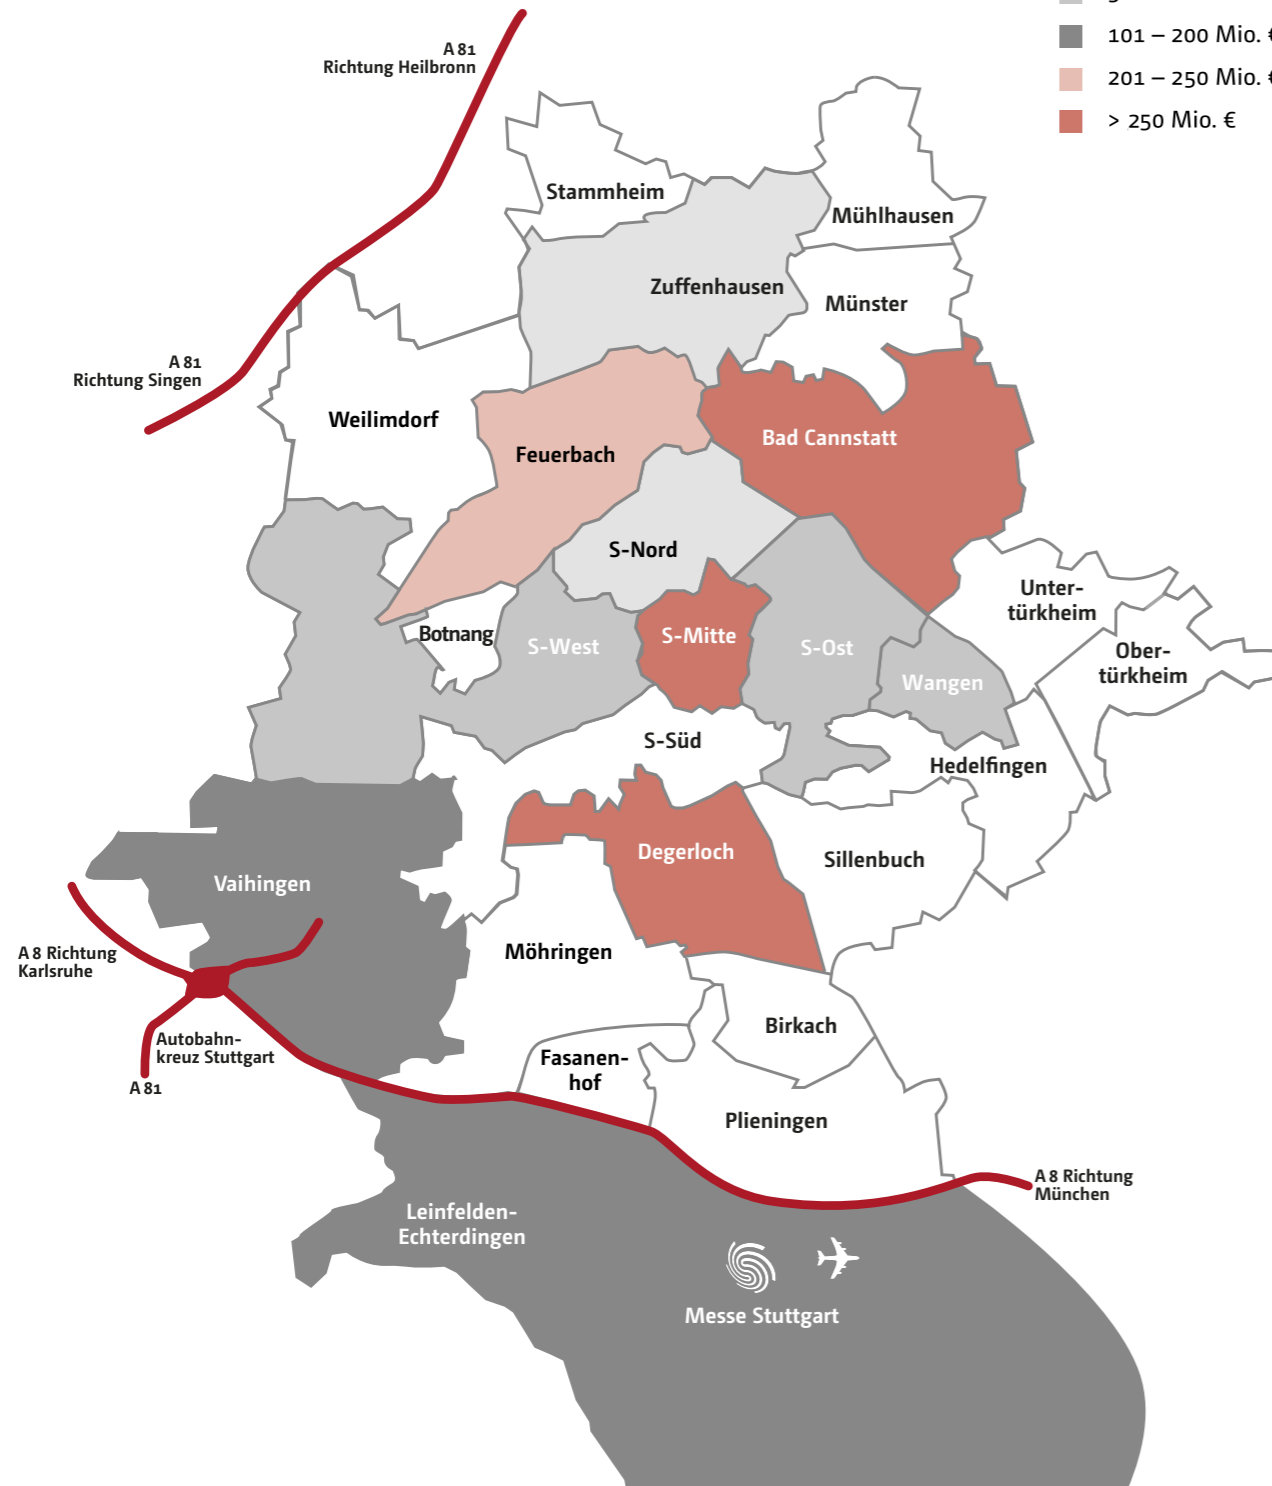 101 – 200 Mio. €
201 – 250 Mio. €
> 250 Mio. €
A 81
Richtung Heilbronn
Stammheim
Mühlhausen
Zuffenhausen
Münster
A 81
Richtung Singen
Weilimdorf
Feuerbach
Bad Cannstatt
S-Nord
Unter-
türkheim
Botnang
S-West
S-Mitte
S-Ost
Wangen
Ober-
türkheim
S-Süd
Hedelfingen
Degerloch
Sillenbuch
Vaihingen
Möhringen
A 8 Richtung
Karlsruhe
Autobahn-
kreuz Stuttgart
A 81
Birkach
Fasanen-
hof
Plieningen
A 8 Richtung
München
Leinfelden-
Echterdingen
Messe Stuttgart